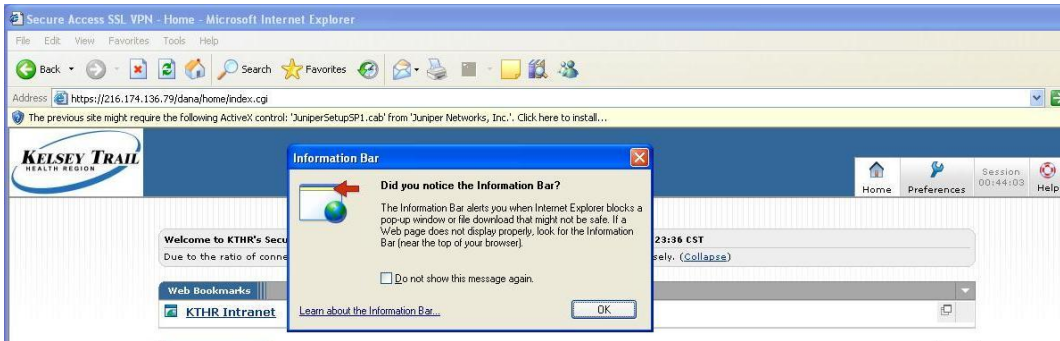 Secure Access SSL VPN - Home - Microsoft Internet Explorer
File Edit View Favorites Tools Help
Back Search Favorites
Address https://216.174.136.79/dana/home/index.cgi
The previous site might require the following ActiveX control: 'JuniperSetupSP1.cab' from 'Juniper Networks, Inc.'. Click here to install...
KELSEY TRAIL
HEALTH REGION
Home Preferences Session 00:44:03 Help
Information Bar
Did you notice the Information Bar?
The Information Bar alerts you when Internet Explorer blocks a
pop-up window or file download that might not be safe. If a
Web page does not display properly, look for the Information
Bar (near the top of your browser).
Do not show this message again.
Learn about the Information Bar... OK
Welcome to KTHR's Secu 23:36 CST
Due to the ratio of conne sely. (Collapse)
Web Bookmarks
KTHR Intranet